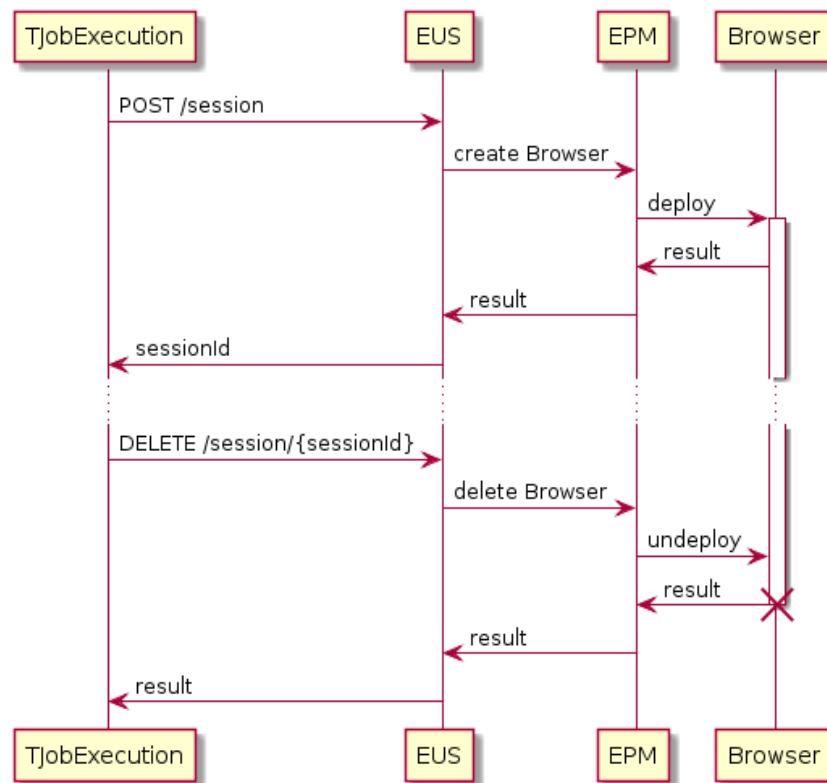 TJobExecution
EUS
EPM
Browser
POST /session
create Browser
deploy
result
result
sessionId
DELETE /session/{sessionId}
delete Browser
undeploy
result
result
result
TJobExecution
EUS
EPM
Browser